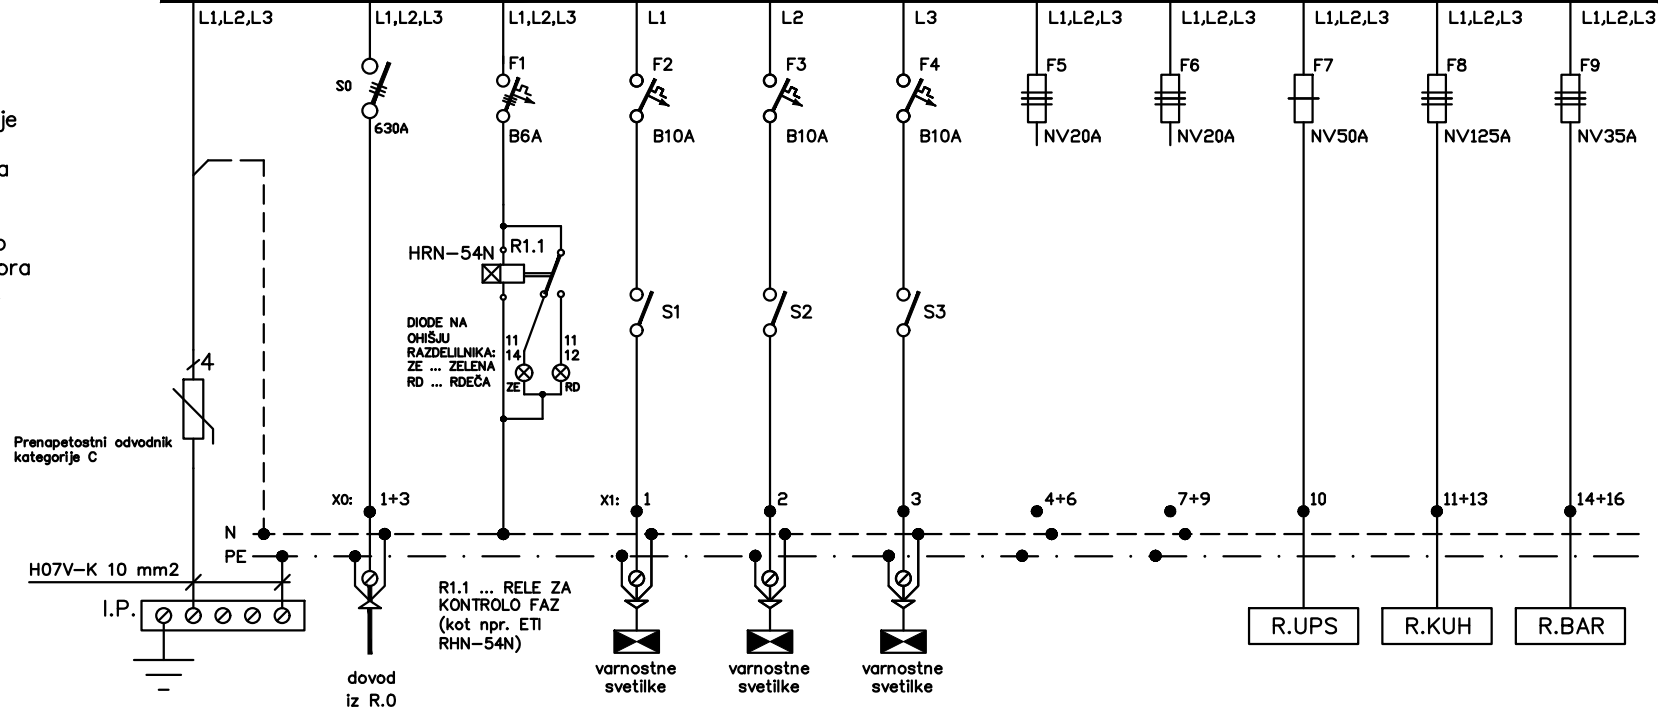 L1,L2,L3 L1,L2,L3 L1,L2,L3 L1 L2 L3 L1,L2,L3 L1,L2,L3 L1,L2,L3 L1,L2,L3 L1,L2,L3
S0 F1 F2 F3 F4 F5 F6 F7 F8 F9
630A B6A B10A B10A B10A NV20A NV20A NV50A NV125A NV35A
je
a
o
ora
HRN-54N R1.1
DIODE NA
OHIŠJU
RAZDELILNIKA:
ZE ... ZELENA
RD ... RDEČA
11 11
14 12
ZE RD
S1 S2 S3
4
Prenapetostni odvodnik
kategorije C
X0: 1+3 X1: 1 2 3 4+6 7+9 10 11+13 14+16
N
PE
H07V-K 10 mm2
I.P.
R1.1 ... RELE ZA
KONTROLO FAZ
(kot npr. ETI
RHN-54N)
dovod
iz R.0
varnostne
svetilke
varnostne
svetilke
varnostne
svetilke
R.UPS R.KUH R.BAR